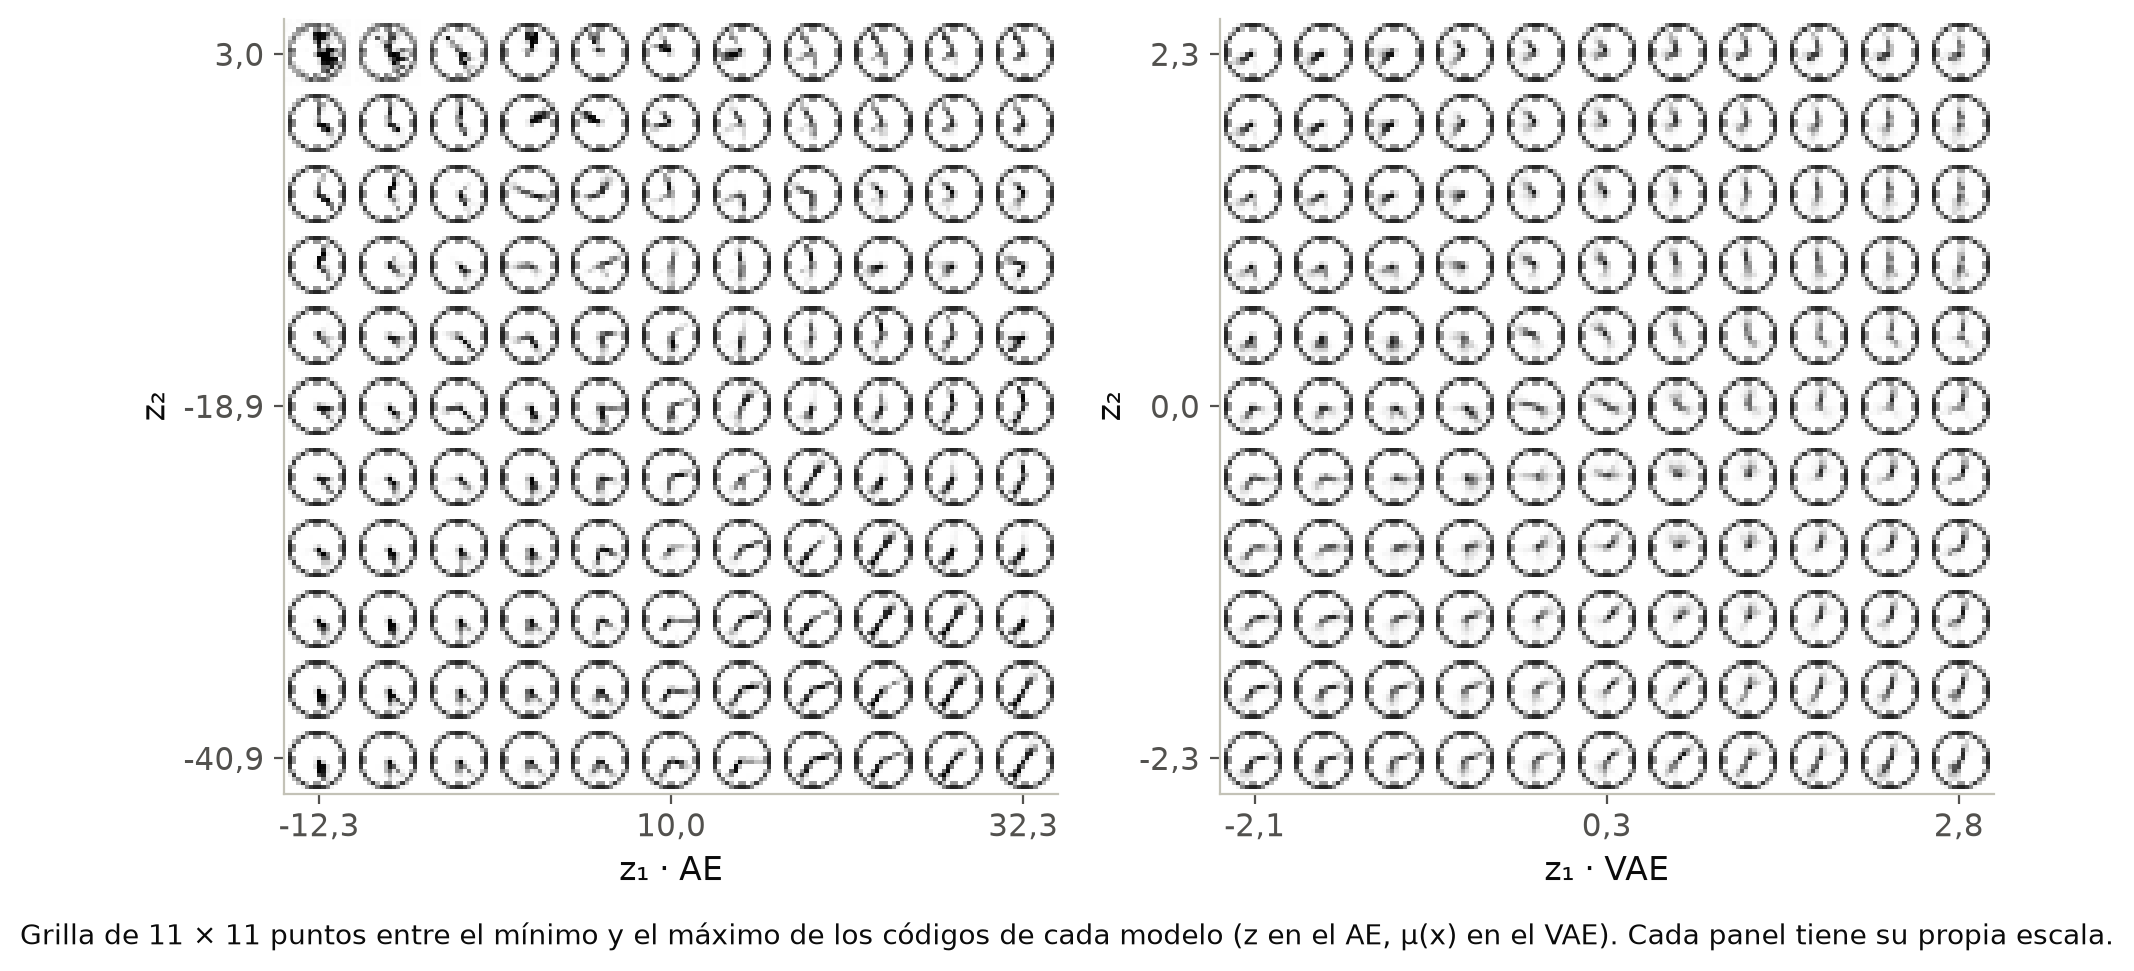 3,0
-18,9
-40,9
z₂
-12,3
10,0
32,3
z₁ · AE
2,3
0,0
-2,3
z₂
-2,1
0,3
2,8
z₁ · VAE
Grilla de 11 × 11 puntos entre el mínimo y el máximo de los códigos de cada modelo (z en el AE, μ(x) en el VAE). Cada panel tiene su propia escala.